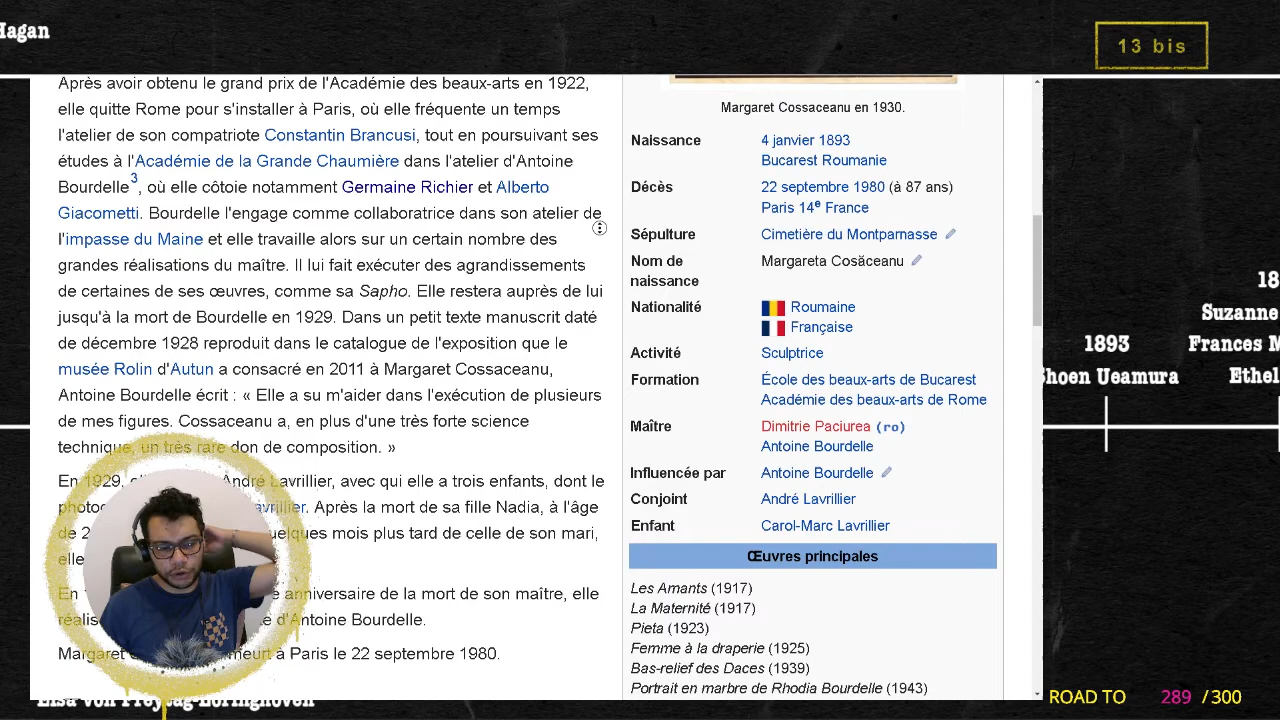 Hagan
13 bis
Après avoir obtenu le grand prix de l'Académie des beaux-arts en 1922,
elle quitte Rome pour s'installer à Paris, où elle fréquente un temps
l'atelier de son compatriote Constantin Brancusi, tout en poursuivant ses
études à l'Académie de la Grande Chaumière dans l'atelier d'Antoine
Bourdelle3, où elle côtoie notamment Germaine Richier et Alberto
Giacometti. Bourdelle l'engage comme collaboratrice dans son atelier de
l'impasse du Maine et elle travaille alors sur un certain nombre des
grandes réalisations du maître. Il lui fait exécuter des agrandissements
de certaines de ses œuvres, comme sa Sapho. Elle restera auprès de lui
jusqu'à la mort de Bourdelle en 1929. Dans un petit texte manuscrit daté
de décembre 1928 reproduit dans le catalogue de l'exposition que le
musée Rolin d'Autun a consacré en 2011 à Margaret Cossaceanu,
Antoine Bourdelle écrit : « Elle a su m'aider dans l'exécution de plusieurs
de mes figures. Cossaceanu a, en plus d'une très forte science
technique, un très rare don de composition. »
En 1929, André Lavrillier, avec qui elle a trois enfants, dont le
Après la mort de sa fille Nadia, à l'âge
de 2 mois plus tard de celle de son mari,
elle
En anniversaire de la mort de son maître, elle
d'Antoine Bourdelle.
Margaret meurt à Paris le 22 septembre 1980.
Margaret Cossaceanu en 1930.
Naissance 4 janvier 1893
Bucarest Roumanie
Décès 22 septembre 1980 (à 87 ans)
Paris 14e France
Sépulture Cimetière du Montparnasse
Nom de Margareta Cosăceanu
naissance
Nationalité Roumaine
Française
Activité Sculptrice
Formation École des beaux-arts de Bucarest
Académie des beaux-arts de Rome
Maître Dimitrie Paciurea (ro)
Antoine Bourdelle
Influencée par Antoine Bourdelle
Conjoint André Lavrillier
Enfant Carol-Marc Lavrillier
Œuvres principales
Les Amants (1917)
La Maternité (1917)
Pieta (1923)
Femme à la draperie (1925)
Bas-relief des Daces (1939)
Portrait en marbre de Rhodia Bourdelle (1943)
18
Suzanne
1893 Frances M
Shoen Ueamura Ethel
Elsa von Freytag-Loringhoven
ROAD TO 289 /300